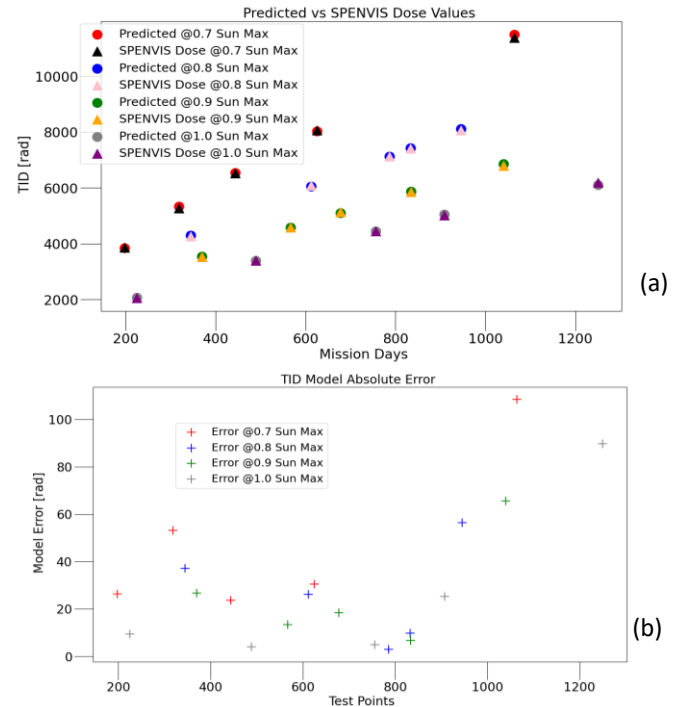 Predicted vs SPENVIS Dose Values
Predicted @0.7 Sun Max
SPENVIS Dose @0.7 Sun Max
Predicted @0.8 Sun Max
SPENVIS Dose @0.8 Sun Max
Predicted @0.9 Sun Max
SPENVIS Dose @0.9 Sun Max
Predicted @1.0 Sun Max
SPENVIS Dose @1.0 Sun Max
TID [rad]
10000
8000
6000
4000
2000
200 400 600 800 1000 1200
Mission Days
(a)
TID Model Absolute Error
Error @0.7 Sun Max
Error @0.8 Sun Max
Error @0.9 Sun Max
Error @1.0 Sun Max
Model Error [rad]
100
80
60
40
20
0
200 400 600 800 1000 1200
Test Points
(b)